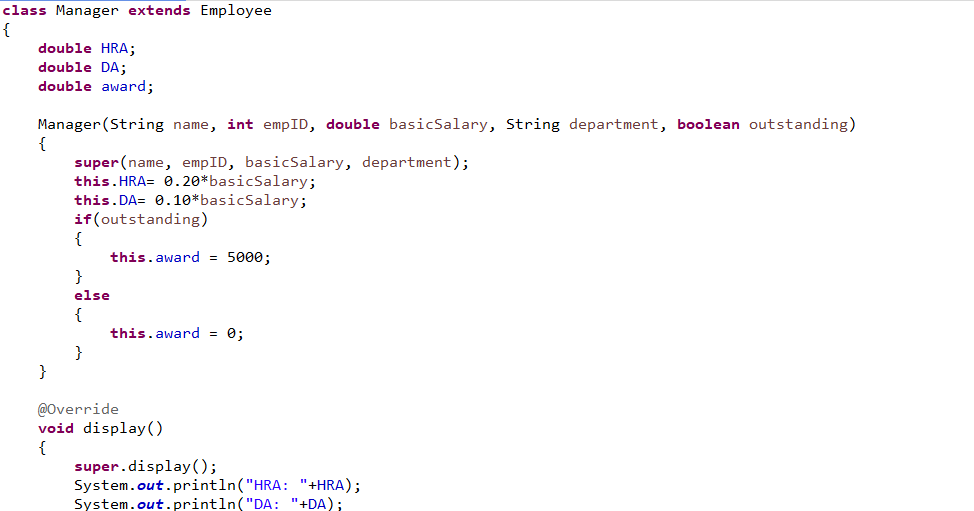 class Manager extends Employee
{
    double HRA;
    double DA;
    double award;

    Manager(String name, int empID, double basicSalary, String department, boolean outstanding)
    {
        super(name, empID, basicSalary, department);
        this.HRA= 0.20*basicSalary;
        this.DA= 0.10*basicSalary;
        if(outstanding)
        {
            this.award = 5000;
        }
        else
        {
            this.award = 0;
        }
    }

    @Override
    void display()
    {
        super.display();
        System.out.println("HRA: "+HRA);
        System.out.println("DA: "+DA);